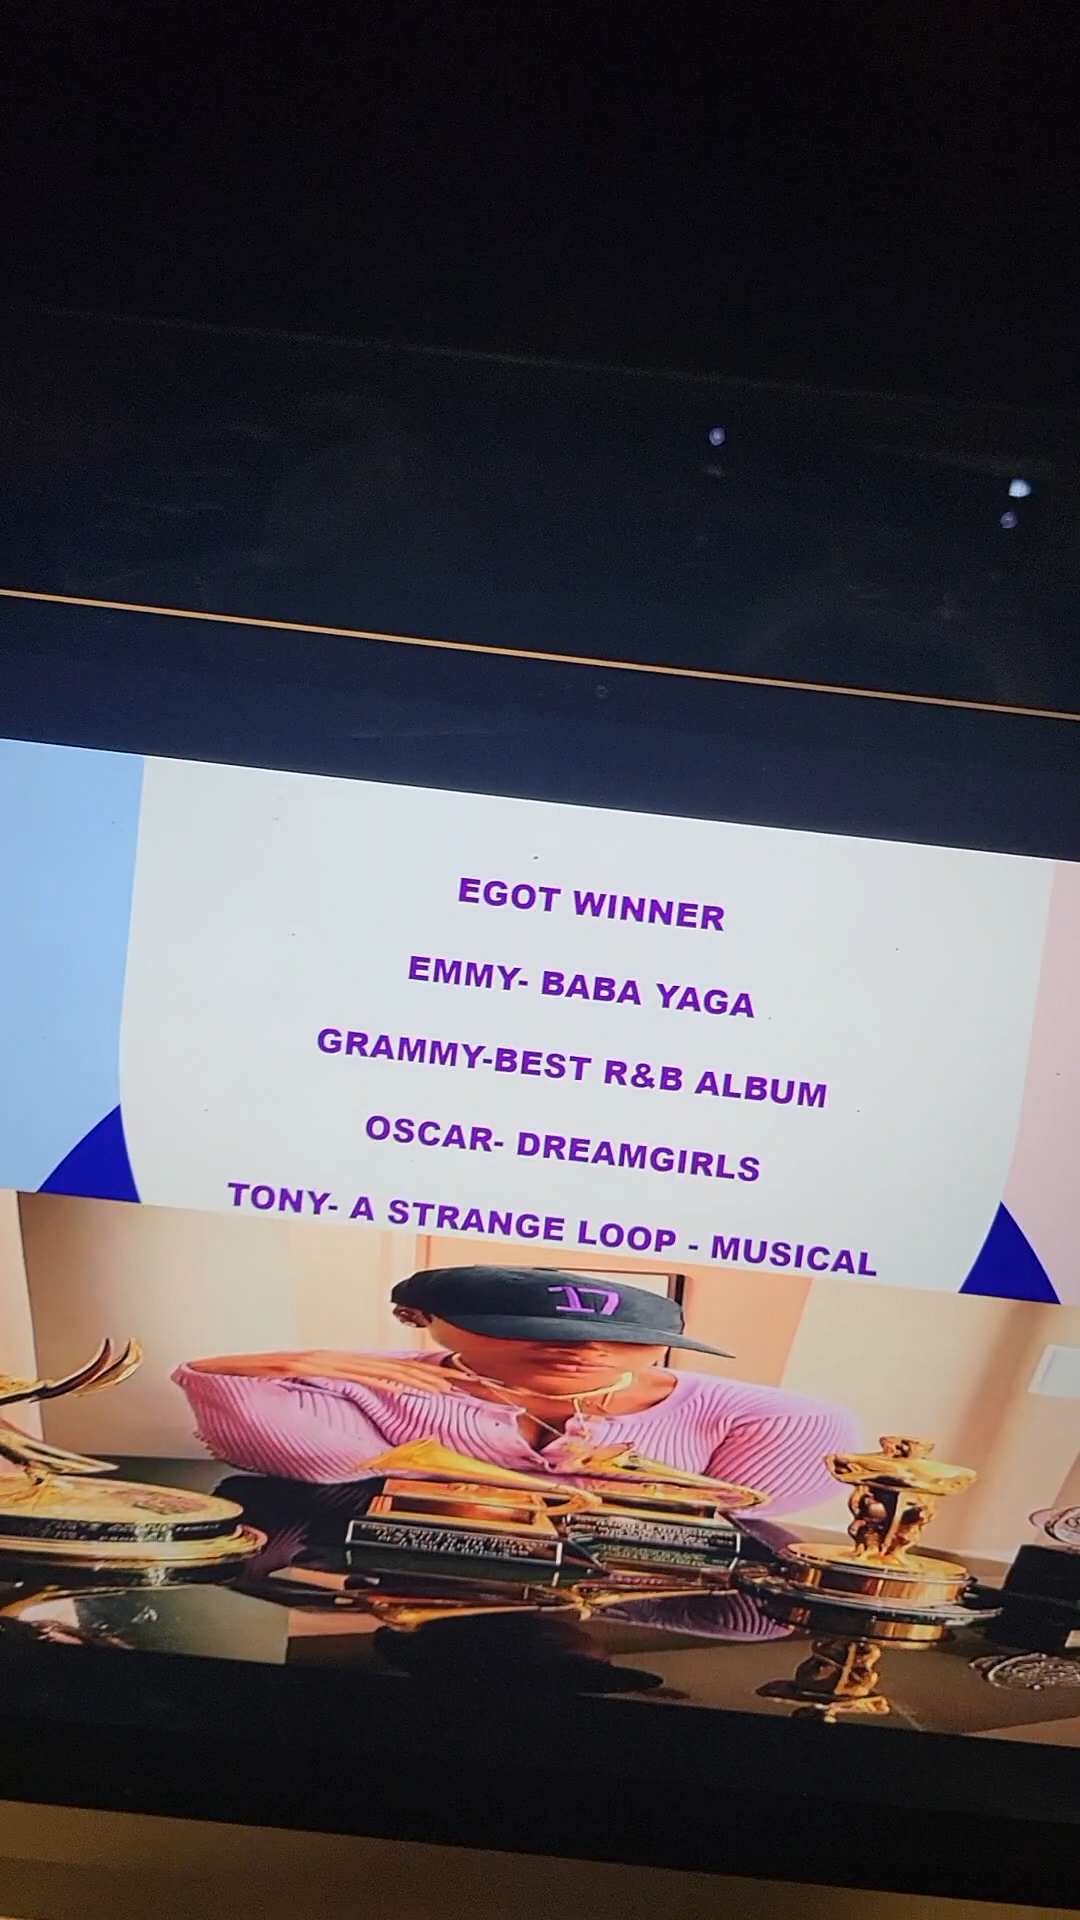 EGOT WINNER
EMMY- BABA YAGA
GRAMMY-BEST R&B ALBUM
OSCAR- DREAMGIRLS
TONY- A STRANGE LOOP - MUSICAL
17